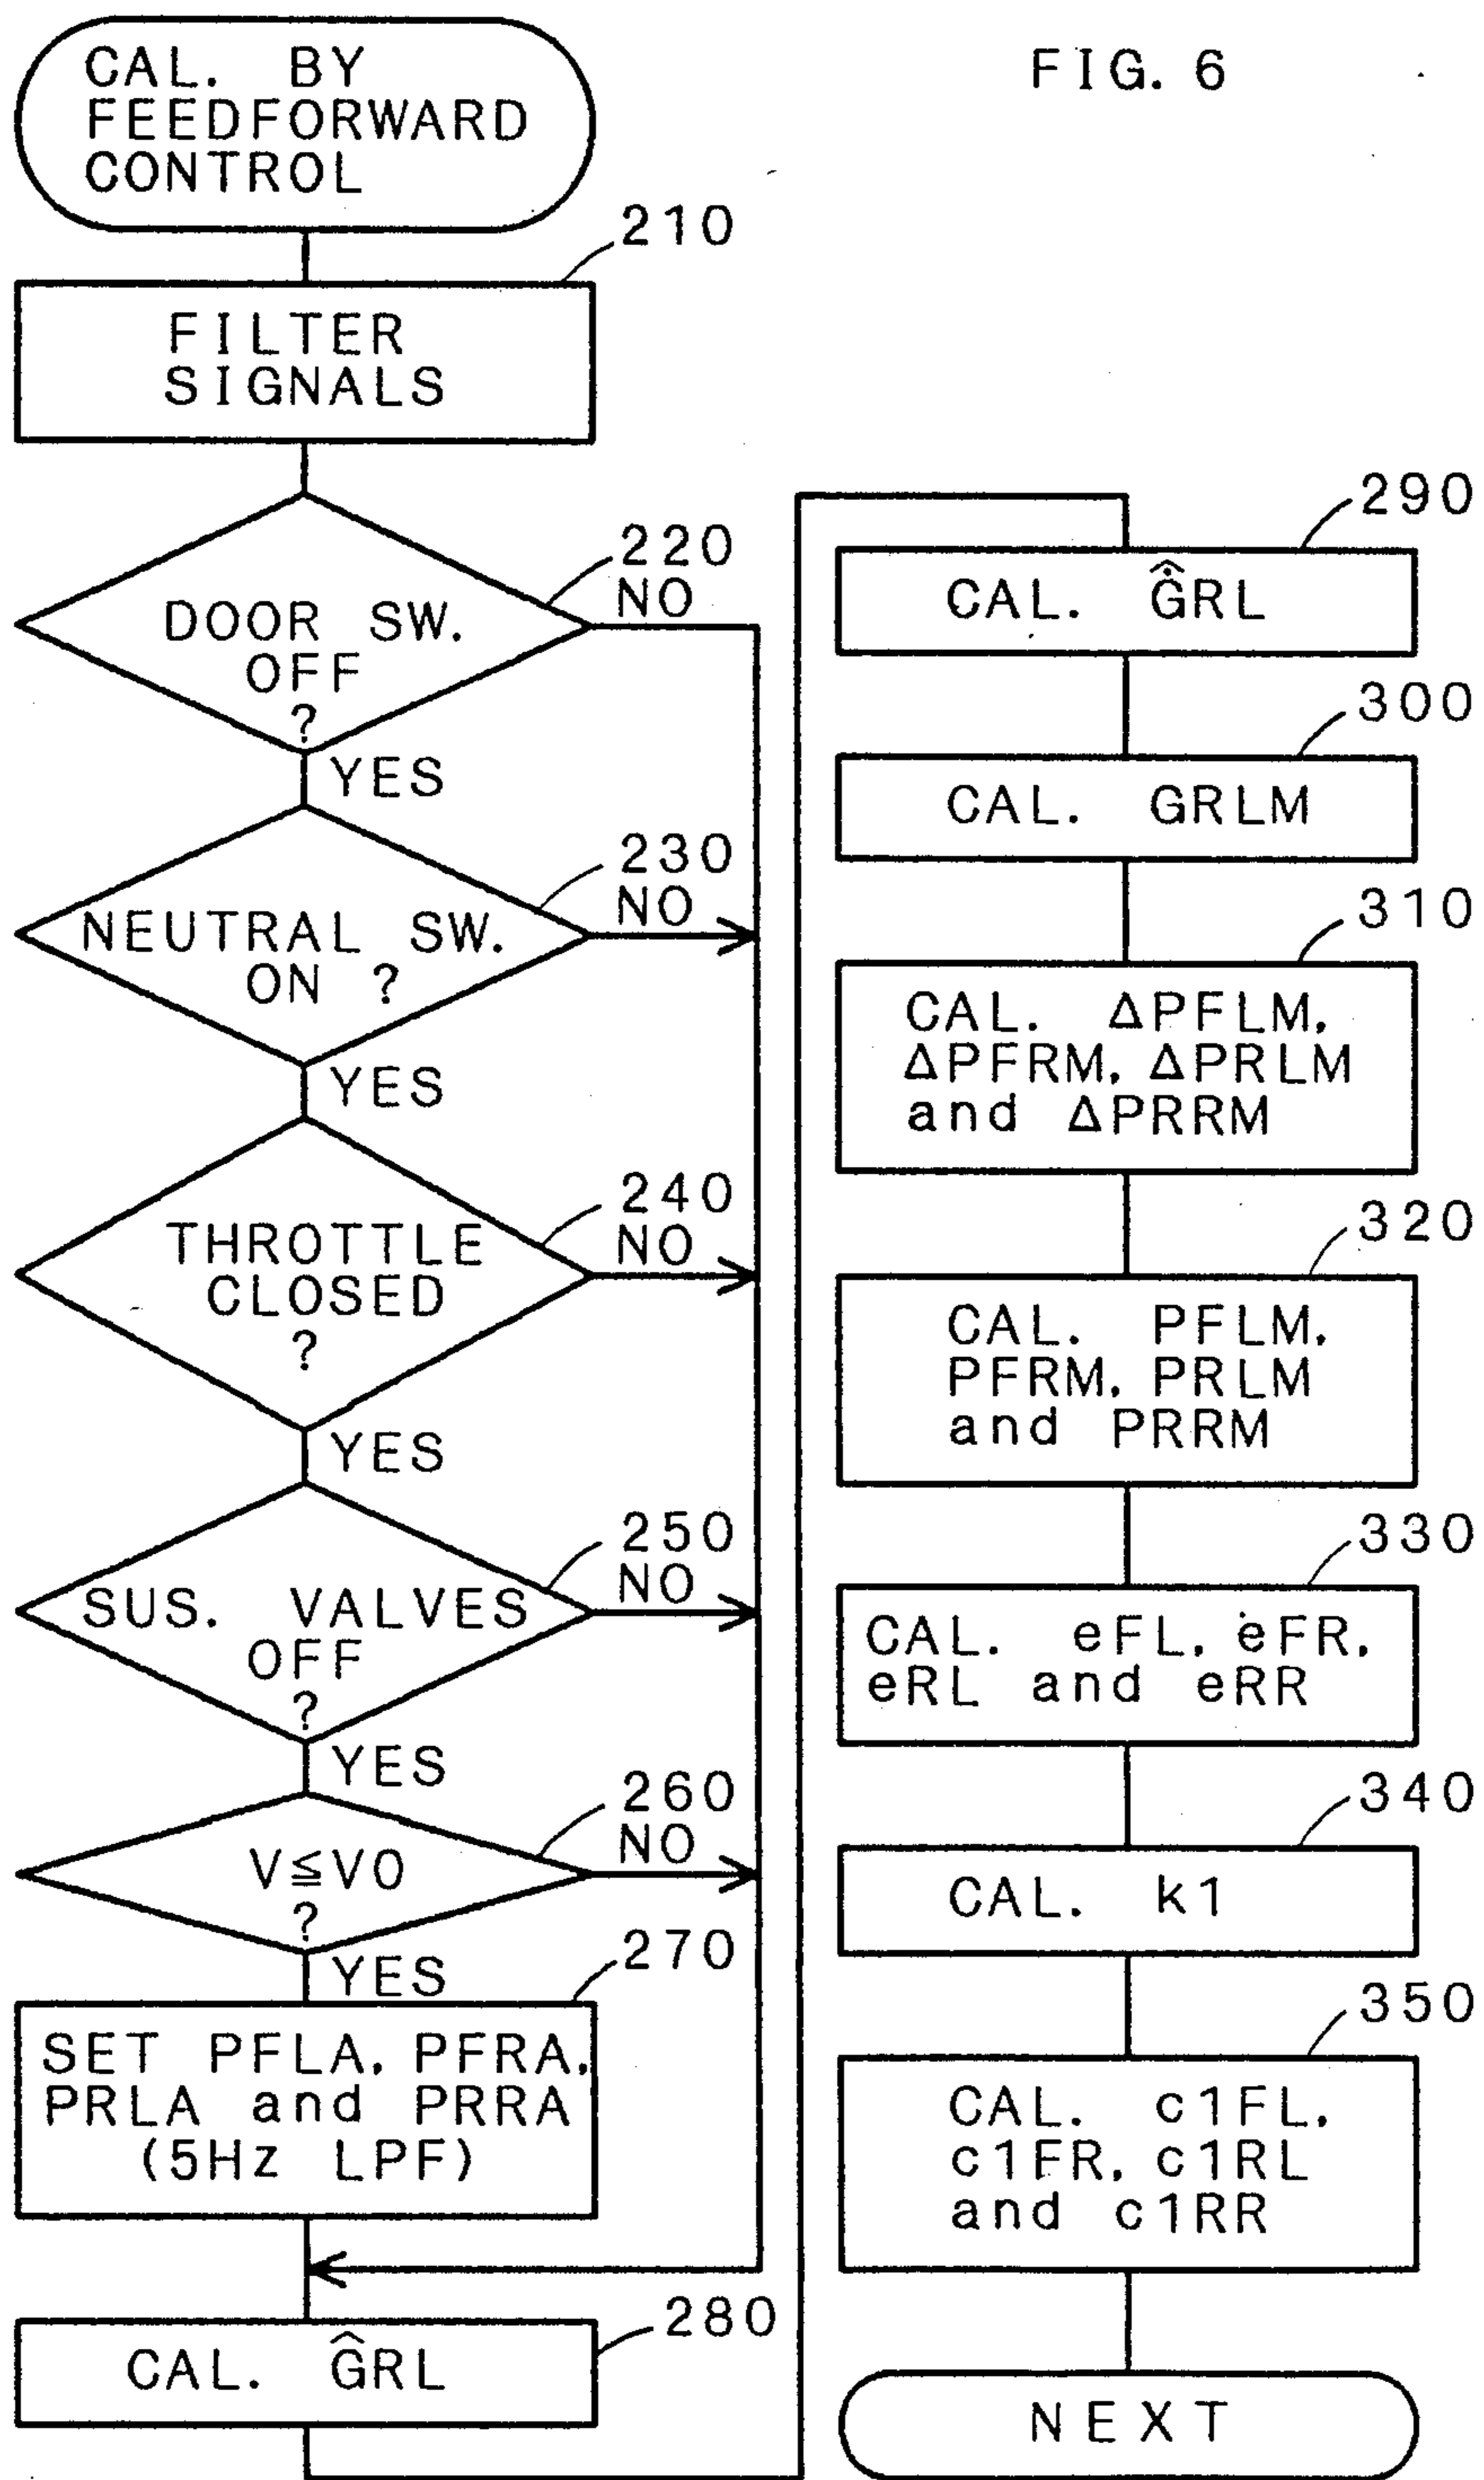 FIG. 6
CAL. BY
FEEDFORWARD
CONTROL
210
FILTER
SIGNALS
220
NO
DOOR SW.
OFF
?
YES
230
NO
NEUTRAL SW.
ON ?
YES
240
NO
THROTTLE
CLOSED
?
YES
250
NO
SUS. VALVES
OFF
?
YES
260
NO
V≦V0
?
YES
270
SET PFLA, PFRA,
PRLA and PRRA
(5Hz LPF)
280
CAL. ĜRL
290
CAL. Ġ̂RL
300
CAL. GRLM
310
CAL. ΔPFLM,
ΔPFRM, ΔPRLM
and ΔPRRM
320
CAL. PFLM,
PFRM, PRLM
and PRRM
330
CAL. eFL, eFR,
eRL and eRR
340
CAL. k1
350
CAL. c1FL,
c1FR, c1RL
and c1RR
NEXT